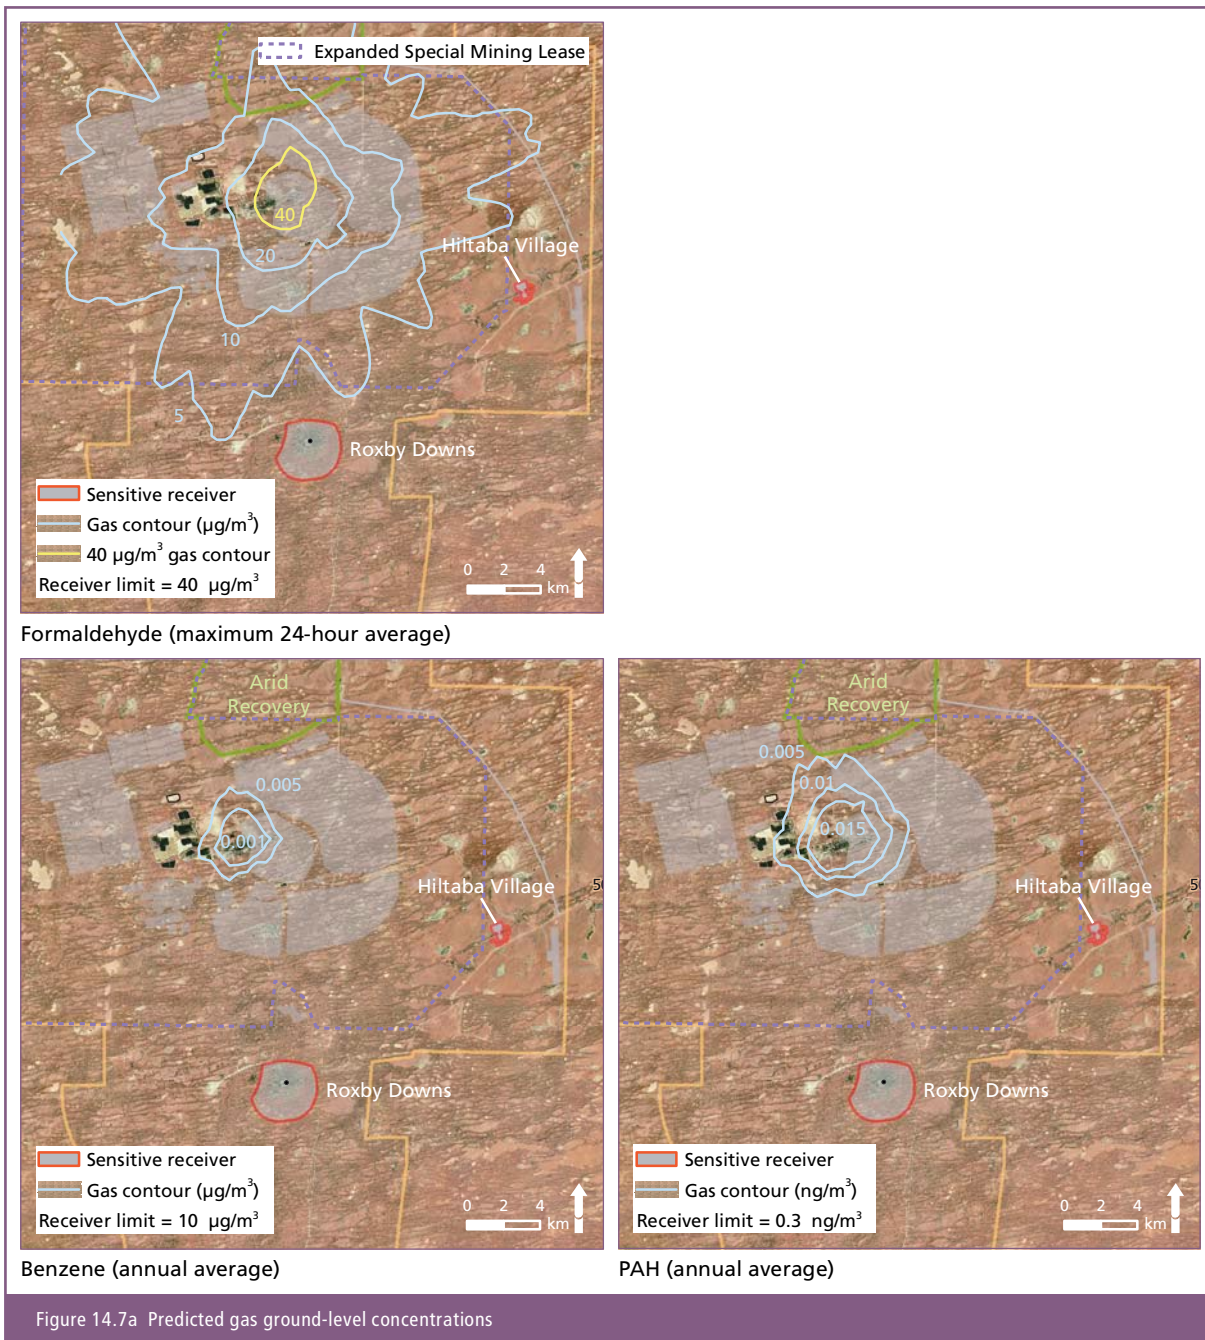 Expanded Special Mining Lease
40
20
10
5
Hiltaba Village
Roxby Downs
Sensitive receiver
Gas contour (µg/m³)
40 µg/m³ gas contour
Receiver limit = 40 µg/m³
0 2 4
km
Formaldehyde (maximum 24-hour average)
Arid
Recovery
0.005
0.001
Hiltaba Village
Roxby Downs
Sensitive receiver
Gas contour (µg/m³)
Receiver limit = 10 µg/m³
0 2 4
km
Benzene (annual average)
Arid
Recovery
0.005
0.01
0.015
Hiltaba Village
Roxby Downs
Sensitive receiver
Gas contour (ng/m³)
Receiver limit = 0.3 ng/m³
0 2 4
km
PAH (annual average)
Figure 14.7a Predicted gas ground-level concentrations